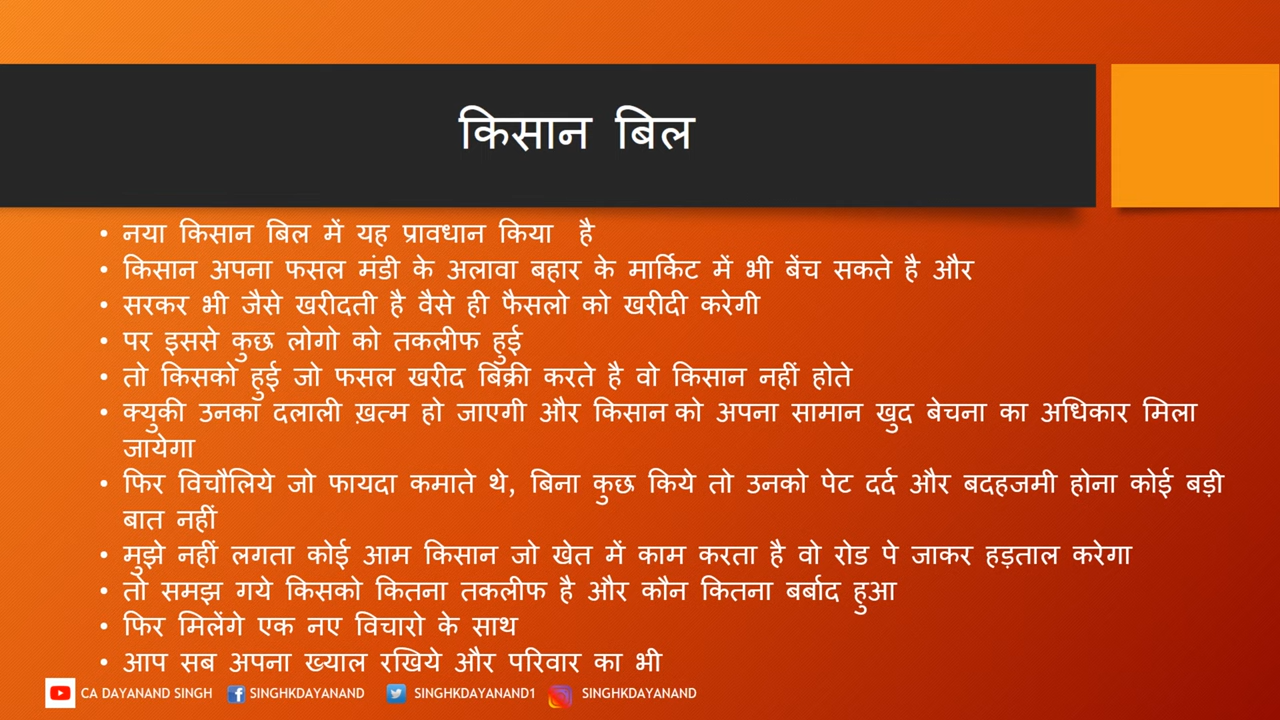 किसान बिल
• नया किसान बिल में यह प्रावधान किया है
• किसान अपना फसल मंडी के अलावा बहार के मार्किट में भी बेंच सकते है और
• सरकर भी जैसे खरीदती है वैसे ही फैसलो को खरीदी करेगी
• पर इससे कुछ लोगो को तकलीफ हुई
• तो किसको हुई जो फसल खरीद बिक्री करते है वो किसान नहीं होते
• क्युकी उनका दलाली ख़त्म हो जाएगी और किसान को अपना सामान खुद बेचना का अधिकार मिला
जायेगा
• फिर विचौलिये जो फायदा कमाते थे, बिना कुछ किये तो उनको पेट दर्द और बदहजमी होना कोई बड़ी
बात नहीं
• मुझे नहीं लगता कोई आम किसान जो खेत में काम करता है वो रोड पे जाकर हड़ताल करेगा
• तो समझ गये किसको कितना तकलीफ है और कौन कितना बर्बाद हुआ
• फिर मिलेंगे एक नए विचारो के साथ
• आप सब अपना ख्याल रखिये और परिवार का भी
CA DAYANAND SINGH SINGHKDAYANAND SINGHKDAYANAND1 SINGHKDAYANAND